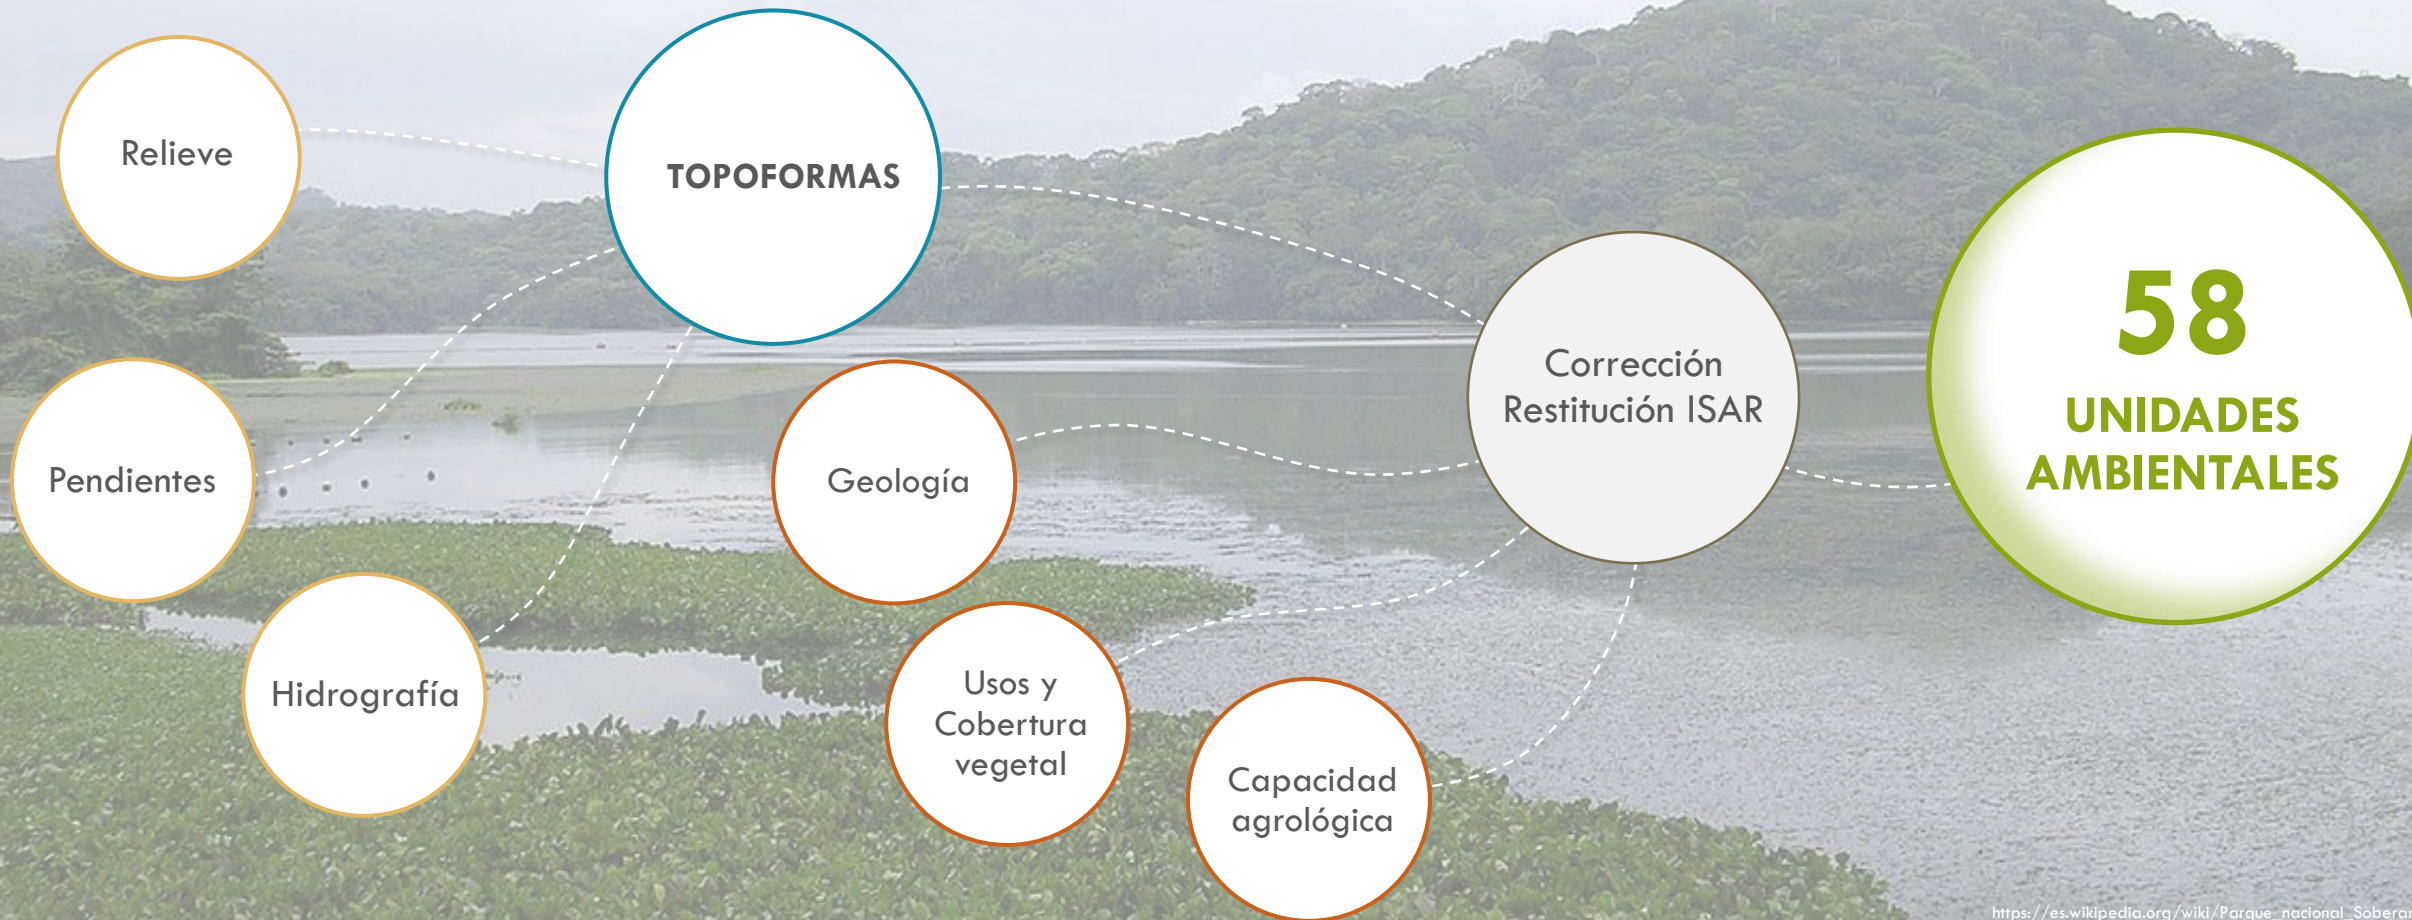 Relieve
TOPOFORMAS
Pendientes
Hidrografía
Geología
Usos y
Cobertura
vegetal
Capacidad
agrológica
Corrección
Restitución ISAR
58
UNIDADES
AMBIENTALES
https://es.wikipedia.org/wiki/Parque_nacional_Soberan